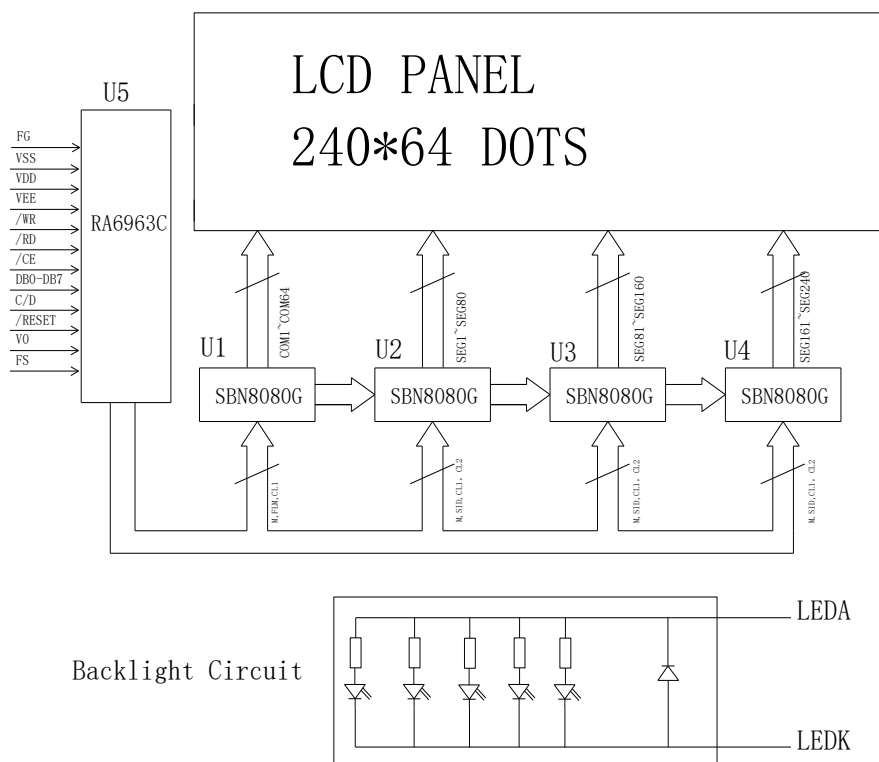 LCD PANEL
240*64 DOTS
U5
FG
VSS
VDD
VEE
/WR
/RD
/CE
DB0-DB7
C/D
/RESET
V0
FS
RA6963C
COM1~COM64
SEG1~SEG80
SEG81~SEG160
SEG161~SEG240
U1
U2
U3
U4
SBN8080G
SBN8080G
SBN8080G
SBN8080G
M,FLM,CL1
M,SID,CL1, CL2
M,SID,CL1, CL2
M,SID,CL1, CL2
Backlight Circuit
LEDA
LEDK